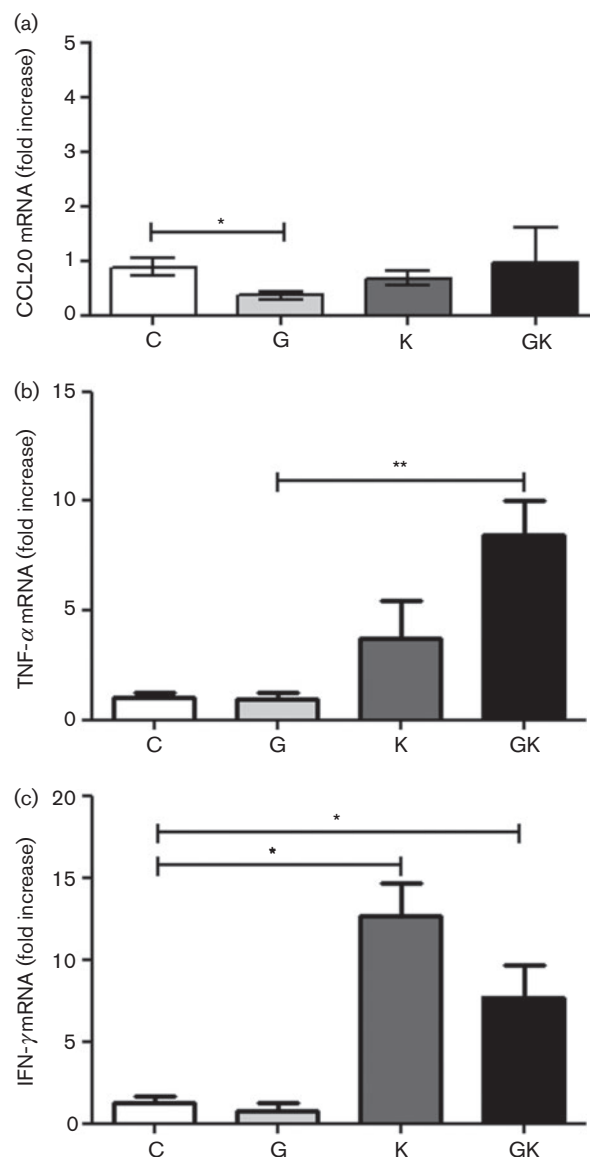 (a)
CCL20 mRNA (fold increase)
5
4
3
2
1
0
*
C G K GK
(b)
TNF-α mRNA (fold increase)
15
10
5
0
**
C G K GK
(c)
IFN-γmRNA (fold increase)
20
15
10
5
0
*
*
C G K GK